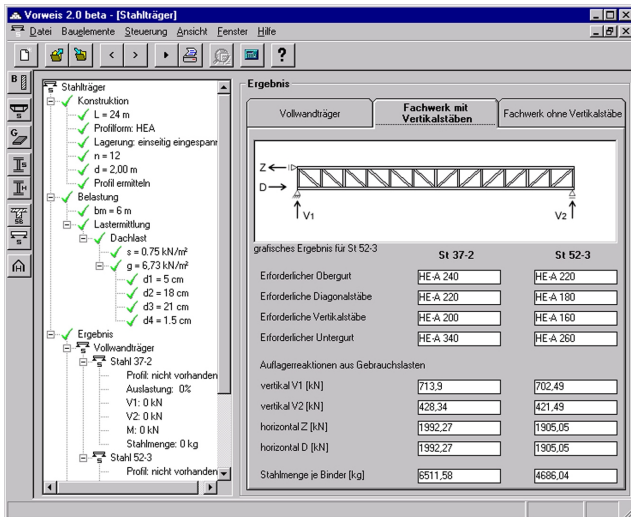 Vorweis 2.0 beta - [Stahlträger]
Datei Bauelemente Steuerung Ansicht Fenster Hilfe
B
G
Stahlträger
Konstruktion
L = 24 m
Profilform: HEA
Lagerung: einseitig eingespann
n = 12
d = 2,00 m
Profil ermitteln
Belastung
bm = 6 m
Lastermittlung
Dachlast
s = 0.75 kN/m²
g = 6,73 kN/m²
d1 = 5 cm
d2 = 18 cm
d3 = 21 cm
d4 = 1.5 cm
Ergebnis
Vollwandträger
Stahl 37-2
Profil: nicht vorhanden
Auslastung: 0%
V1: 0 kN
V2: 0 kN
M: 0 kN
Stahlmenge: 0 kg
Stahl 52-3
Profil: nicht vorhanden
Ergebnis
Vollwandträger
Fachwerk mit Vertikalstäben
Fachwerk ohne Vertikalstäbe
Z
D
V1
V2
grafisches Ergebnis für St 52-3
St 37-2 St 52-3
Erforderlicher Obergurt HE-A 240 HE-A 220
Erforderliche Diagonalstäbe HE-A 220 HE-A 180
Erforderliche Vertikalstäbe HE-A 200 HE-A 160
Erforderlicher Untergurt HE-A 340 HE-A 260
Auflagerreaktionen aus Gebrauchslasten
vertikal V1 [kN] 713,9 702,49
vertikal V2 [kN] 428,34 421,49
horizontal Z [kN] 1992,27 1905,05
horizontal D [kN] 1992,27 1905,05
Stahlmenge je Binder [kg] 6511,58 4686,04